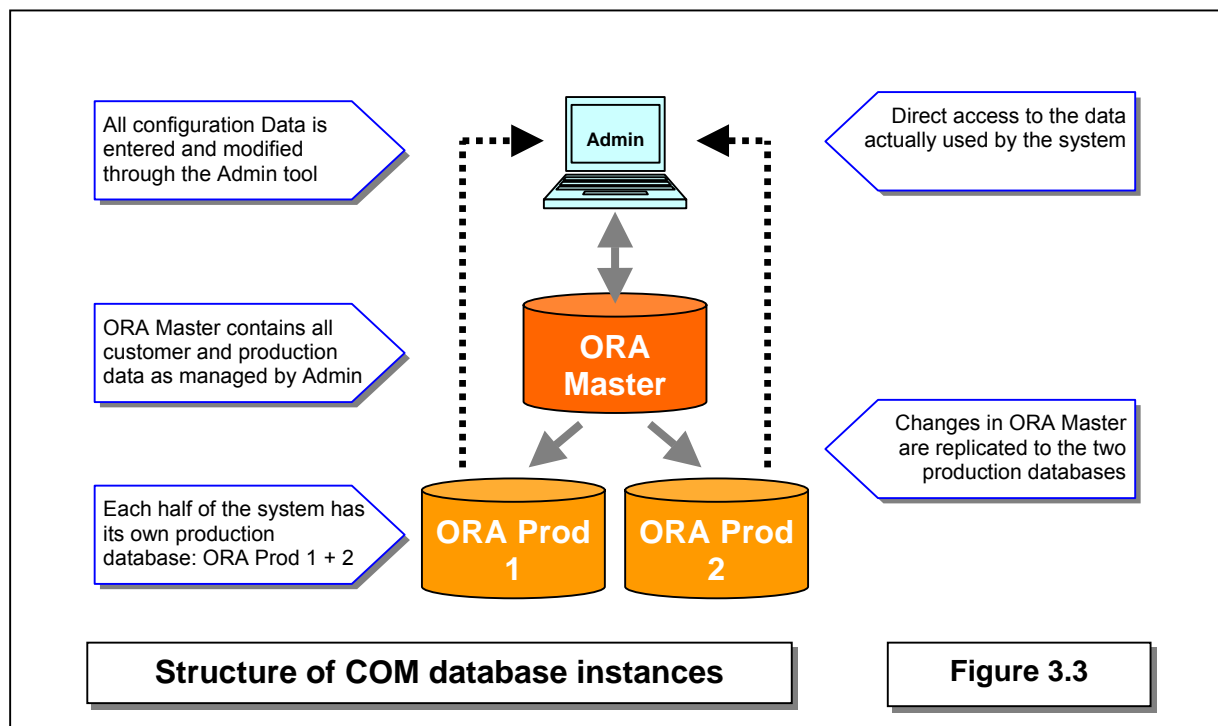 All configuration Data is
entered and modified
through the Admin tool
Admin
Direct access to the data
actually used by the system
ORA Master contains all
customer and production
data as managed by Admin
ORA
Master
Changes in ORA Master
are replicated to the two
production databases
Each half of the system has
its own production
database: ORA Prod 1 + 2
ORA Prod
1
ORA Prod
2
Structure of COM database instances
Figure 3.3